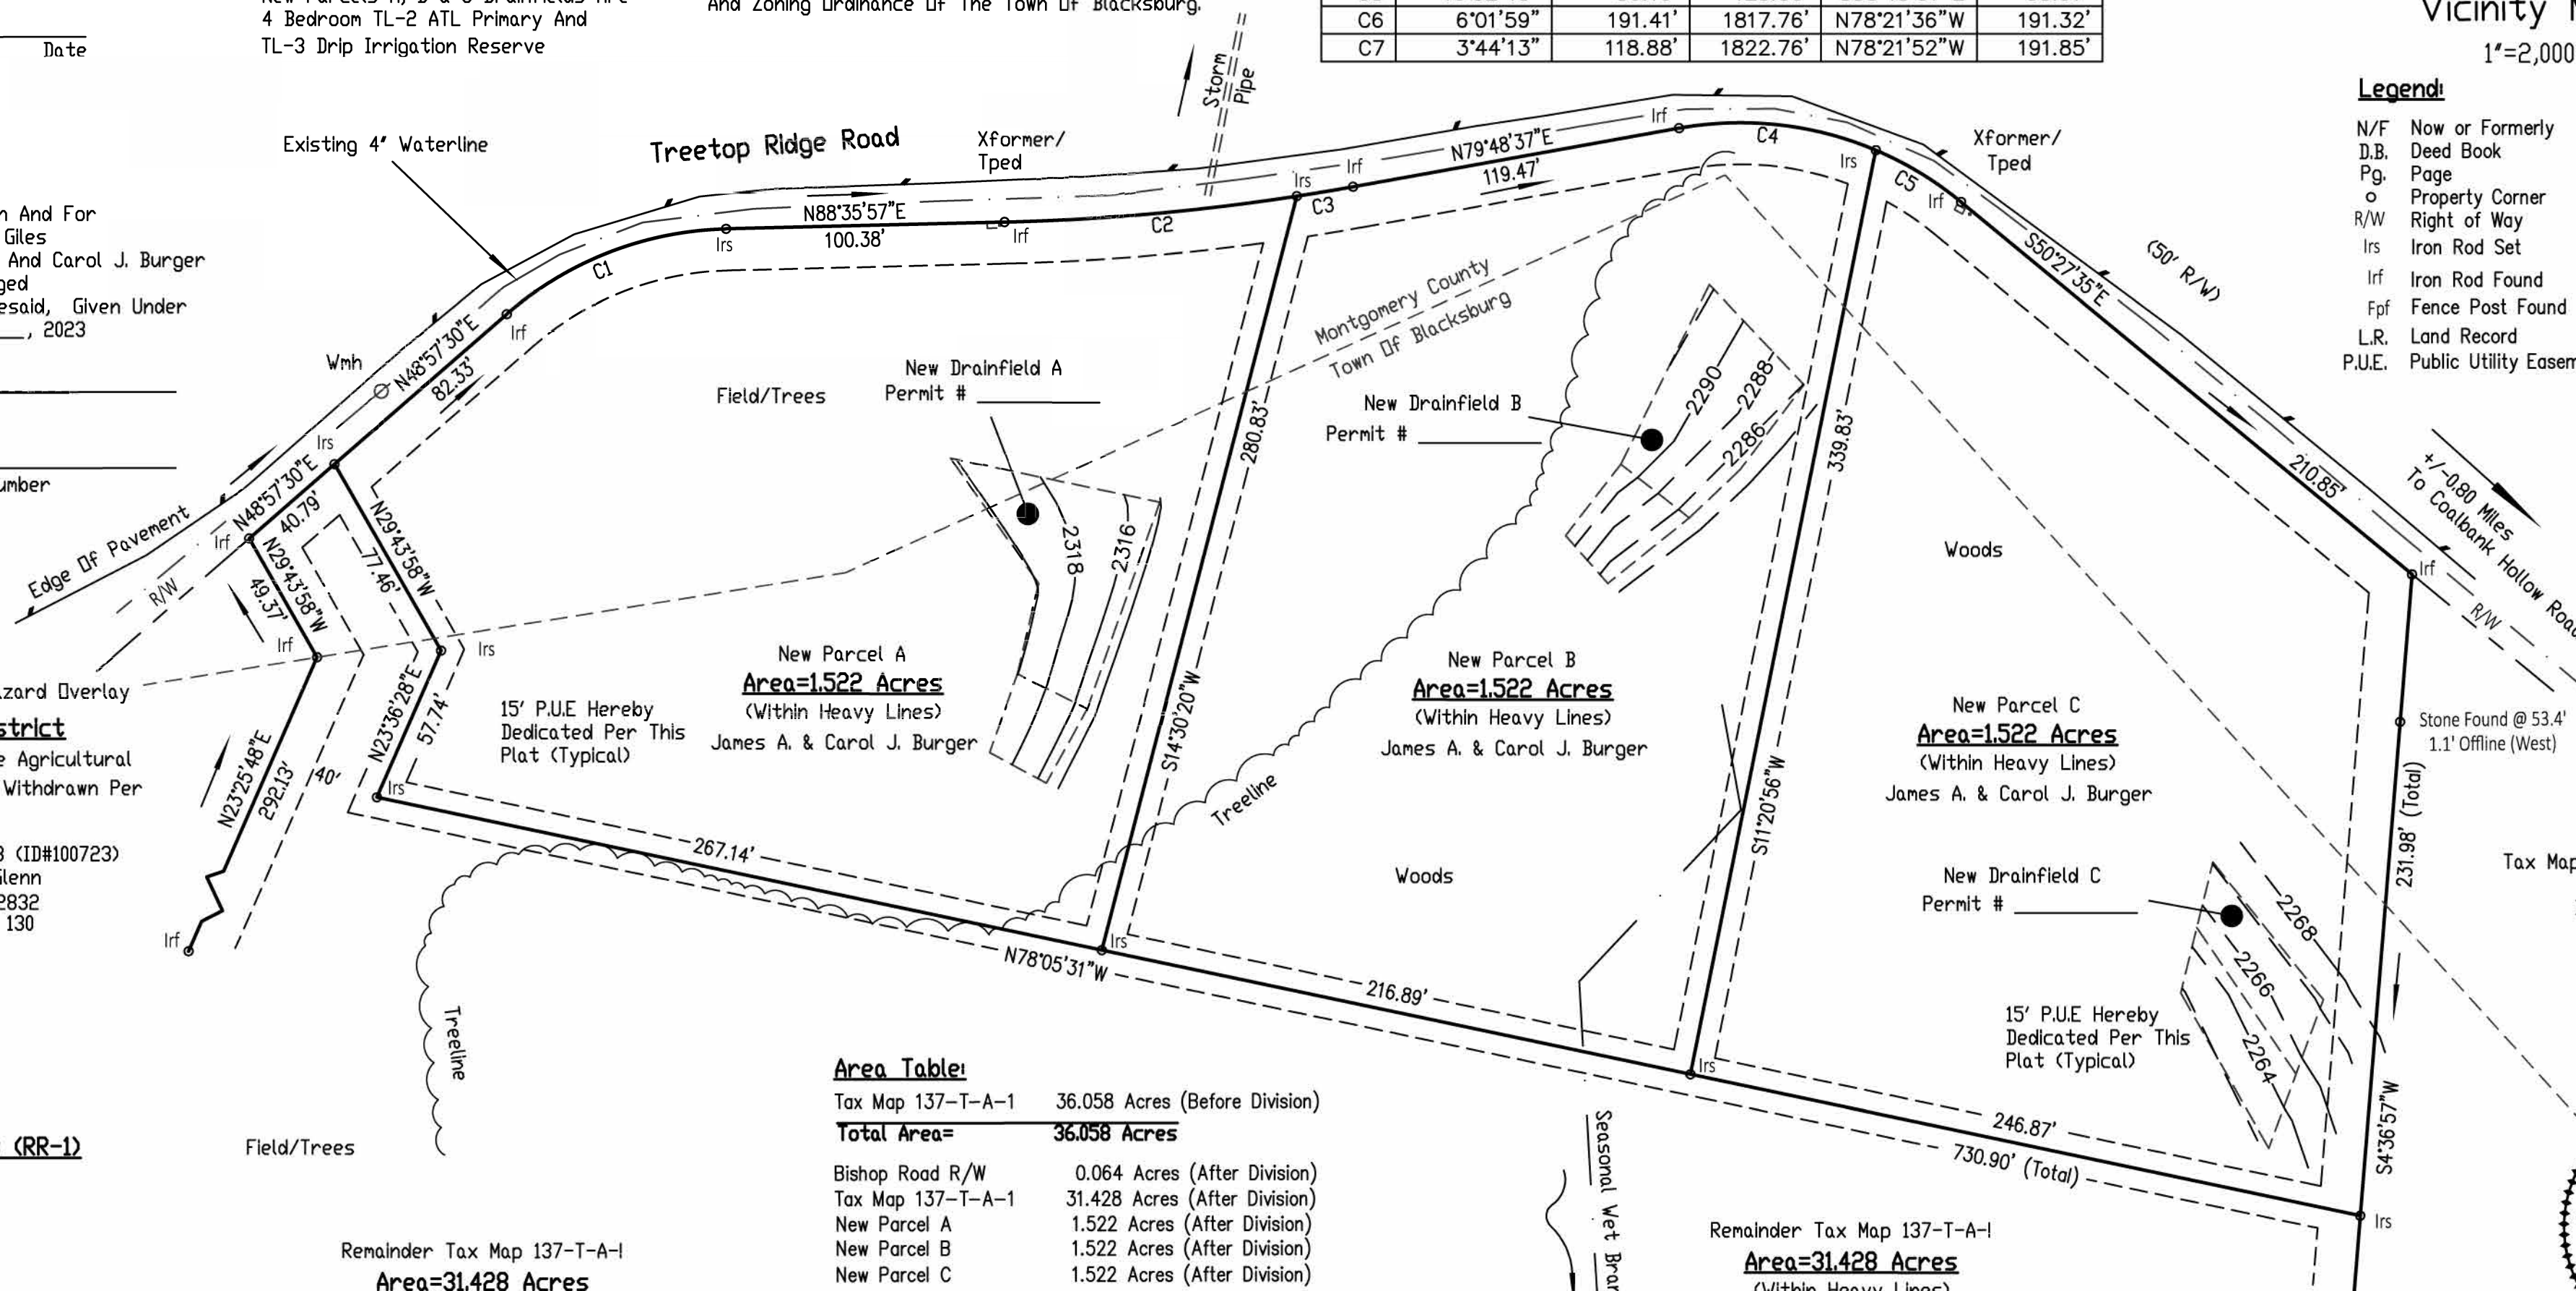 4 Bedroom TL-2 ATL Primary And
TL-3 Drip Irrigation Reserve
Date
And Zoning Ordinance Of The Town Of Blacksburg.
C6 6°01'59" 191.41' 1817.76' N78°21'36"W 191.32'
C7 3°44'13" 118.88' 1822.76' N78°21'52"W 191.85'
Vicinity
1"=2,000
Legend:
N/F Now or Formerly
D.B. Deed Book
Pg. Page
Property Corner
R/W Right of Way
Irs Iron Rod Set
Irf Iron Rod Found
Fpf Fence Post Found
L.R. Land Record
P.U.E. Public Utility Easem
And For
Giles
And Carol J. Burger
ged
esaid, Given Under
, 2023
umber
Existing 4" Waterline
Treetop Ridge Road
Xformer/
Tped
Storm
Pipe
Xformer/
Tped
(50' R/W)
Wmh
Edge Of Pavement
R/W
N48°57'30"E
40.79'
N48°57'30"E
82.33'
C1
N88°35'57"E
100.38'
C2
C3
N79°48'37"E
119.47'
C4
C5
S50°27'35"E
210.85'
Irf
Irs
Irf
Irs
Irf
Irs
Irf
Irf
Irs
Irf
Irf
R/W
+/-0.80 Miles
To Coalbank Hollow Road
N29°43'58"W
49.37'
N29°43'58"W
77.46'
Irf
Irs
N23°36'28"E
57.74'
Irs
N23°25'48"E
292.13'
40'
Irf
Montgomery County
Town Of Blacksburg
Field/Trees
New Drainfield A
Permit #
2318
2316
New Parcel A
Area=1.522 Acres
(Within Heavy Lines)
James A. & Carol J. Burger
15' P.U.E Hereby
Dedicated Per This
Plat (Typical)
280.83'
S14°30'20"W
New Drainfield B
Permit #
2290
2288
2286
New Parcel B
Area=1.522 Acres
(Within Heavy Lines)
James A. & Carol J. Burger
Treeline
Woods
339.83'
S11°20'56"W
Woods
New Parcel C
Area=1.522 Acres
(Within Heavy Lines)
James A. & Carol J. Burger
New Drainfield C
Permit #
2268
2266
2264
15' P.U.E Hereby
Dedicated Per This
Plat (Typical)
Stone Found @ 53.4'
1.1' Offline (West)
231.98' (Total)
S4°36'57"W
Tax Map
267.14'
N78°05'31"W
Irs
216.89'
Irs
246.87'
730.90' (Total)
Irs
zard Overlay
strict
e Agricultural
Withdrawn Per
3 (ID#100723)
Glenn
2832
130
(RR-1)
Treeline
Field/Trees
Seasonal Wet Bran
Area Table:
Tax Map 137-T-A-1 36.058 Acres (Before Division)
Total Area= 36.058 Acres
Bishop Road R/W 0.064 Acres (After Division)
Tax Map 137-T-A-1 31.428 Acres (After Division)
New Parcel A 1.522 Acres (After Division)
New Parcel B 1.522 Acres (After Division)
New Parcel C 1.522 Acres (After Division)
Remainder Tax Map 137-T-A-1
Area=31.428 Acres
Remainder Tax Map 137-T-A-1
Area=31.428 Acres
(Within Heavy Lines)